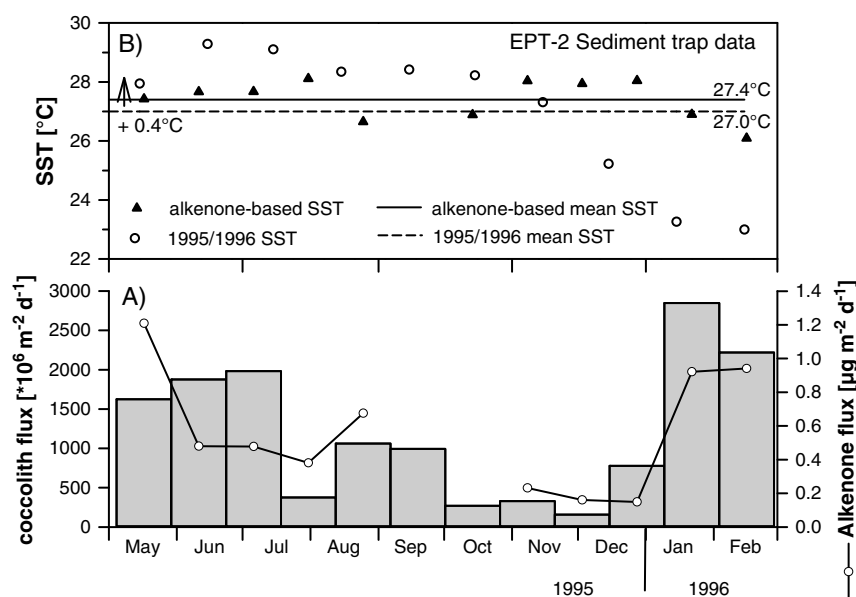 B)
EPT-2 Sediment trap data
SST [°C]
30
28
26
24
22
27.4°C
27.0°C
+ 0.4°C
alkenone-based SST
alkenone-based mean SST
1995/1996 SST
1995/1996 mean SST
A)
coccolith flux [*10⁶ m⁻² d⁻¹]
3000
2500
2000
1500
1000
500
0
1.4
1.2
1.0
0.8
0.6
0.4
0.2
0.0
Alkenone flux [µg m⁻² d⁻¹]
May Jun Jul Aug Sep Oct Nov Dec Jan Feb
1995 1996